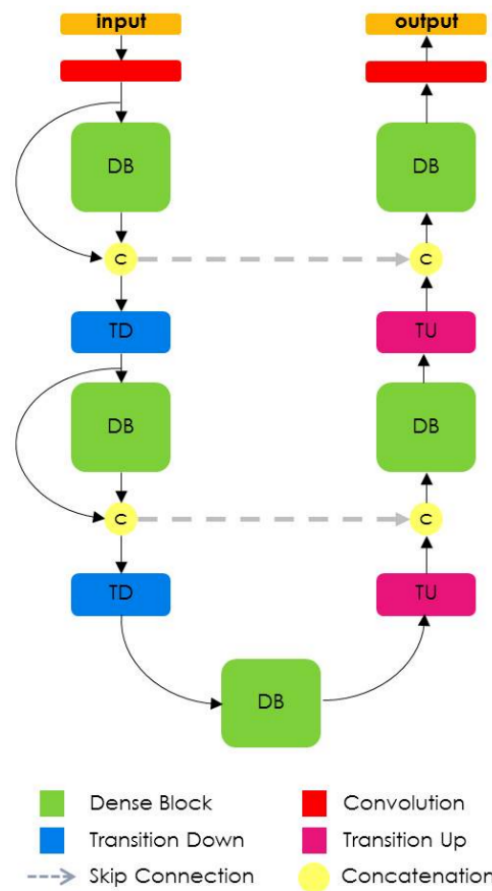 input
output
DB
DB
C
C
TD
TU
DB
DB
C
C
TD
TU
DB
Dense Block
Convolution
Transition Down
Transition Up
Skip Connection
Concatenation